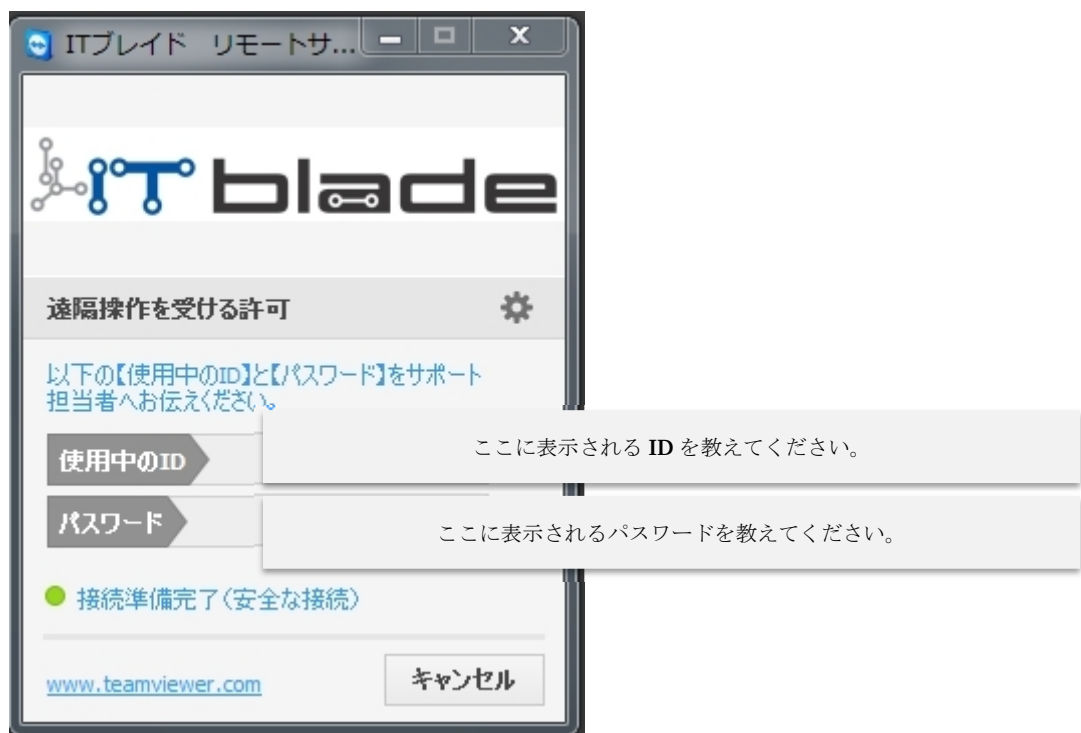 ITブレイド リモートサ...
IT blade
遠隔操作を受ける許可
以下の【使用中のID】と【パスワード】をサポート
担当者へお伝えください。
使用中のID
ここに表示される ID を教えてください。
パスワード
ここに表示されるパスワードを教えてください。
接続準備完了(安全な接続)
www.teamviewer.com
キャンセル